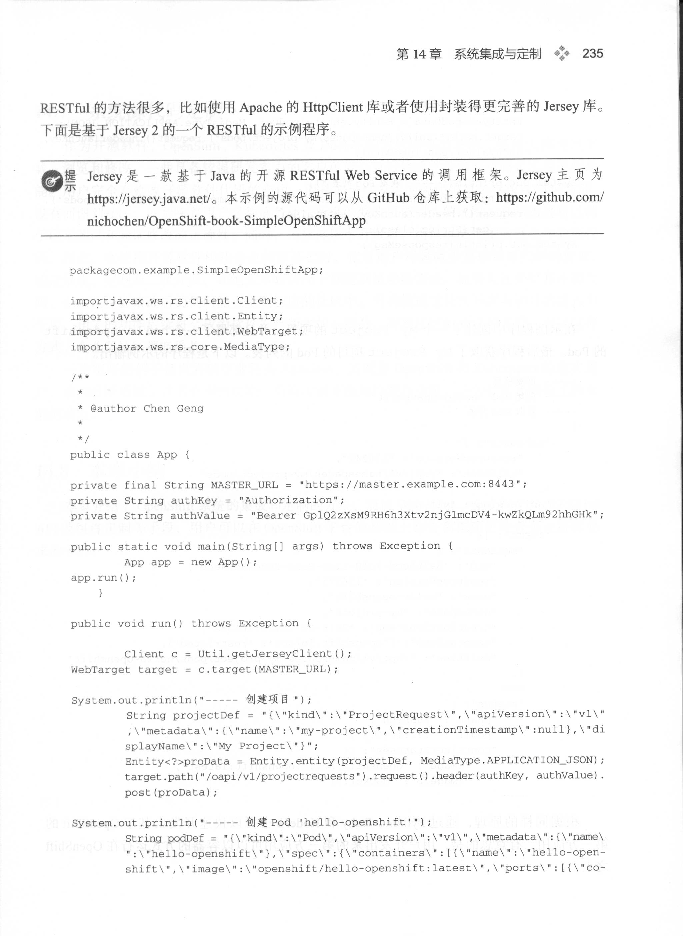 第 14 章 系统集成与定制 235
RESTful 的方法很多，比如使用 Apache 的 HttpClient 库或者使用封装得更完善的 Jersey 库。
下面是基于 Jersey 2 的一个 RESTful 的示例程序。
提示 Jersey 是一款基于 Java 的开源 RESTful Web Service 的调用框架。Jersey 主页为
https://jersey.java.net/。本示例的源代码可以从 GitHub 仓库上获取：https://github.com/
nichochen/OpenShift-book-SimpleOpenShiftApp
packagecom.example.SimpleOpenShiftApp;
importjavax.ws.rs.client.Client;
importjavax.ws.rs.client.Entity;
importjavax.ws.rs.client.WebTarget;
importjavax.ws.rs.core.MediaType;
/**
*
* @author Chen Geng
*
*/
public class App {
private final String MASTER_URL = "https://master.example.com:8443";
private String authKey = "Authorization";
private String authValue = "Bearer GplQ2zXsM9RH6h3Xtv2njGlmcDV4-kwZkQLm92hhGHk";
public static void main(String[] args) throws Exception {
App app = new App();
app.run();
}
public void run() throws Exception {
Client c = Util.getJerseyClient();
WebTarget target = c.target(MASTER_URL);
System.out.println("----- 创建项目 ");
String projectDef = "{\"kind\":\"ProjectRequest\",\"apiVersion\":\"v1\"
,\"metadata\":{\"name\":\"my-project\",\"creationTimestamp\":null},\"di
splayName\":\"My Project\"}";
Entity<?>proData = Entity.entity(projectDef, MediaType.APPLICATION_JSON);
target.path("/oapi/v1/projectrequests").request().header(authKey, authValue).
post(proData);
System.out.println("----- 创建 Pod 'hello-openshift'");
String podDef = "{\"kind\":\"Pod\",\"apiVersion\":\"v1\",\"metadata\":{\"name\
":\"hello-openshift\"},\"spec\":{\"containers\":[{\"name\":\"hello-open-
shift\",\"image\":\"openshift/hello-openshift:latest\",\"ports\":[{\"co-